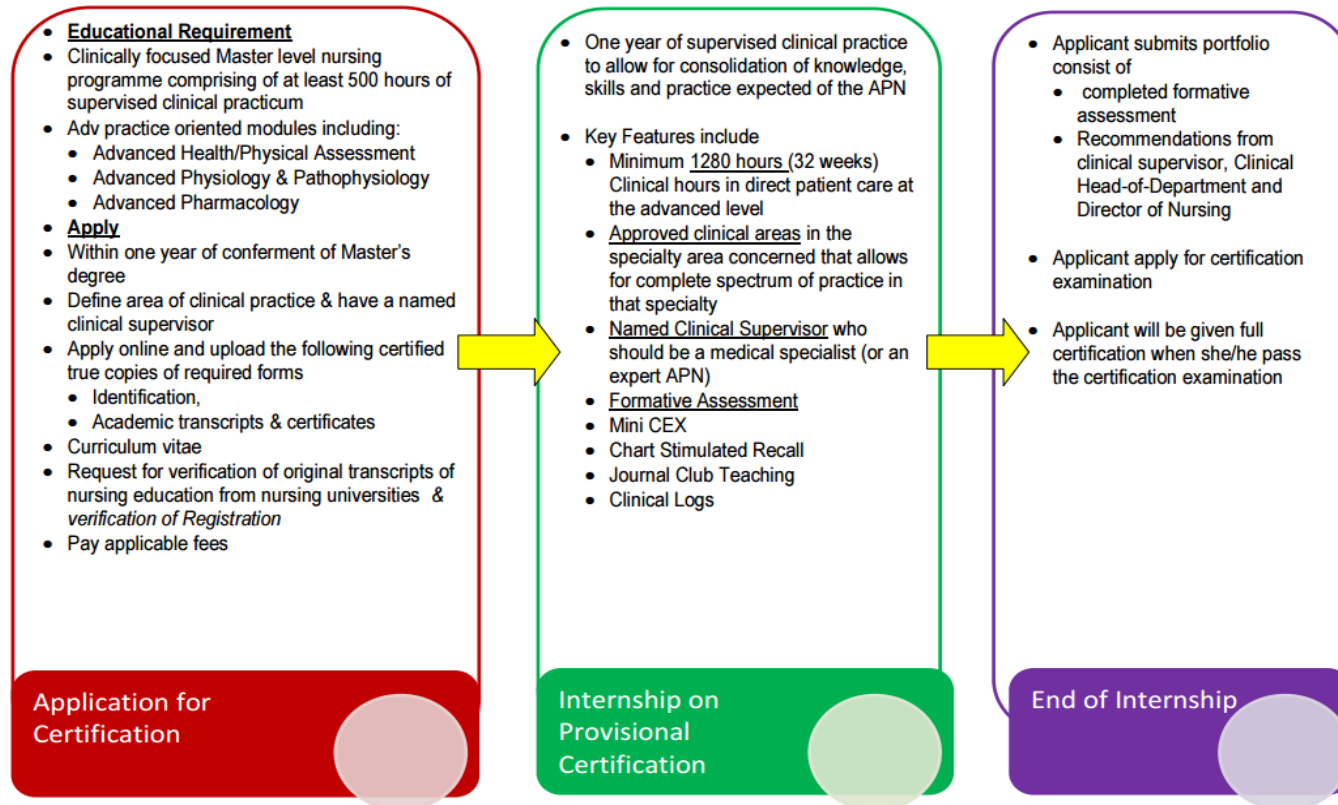 • Educational Requirement
• Clinically focused Master level nursing
programme comprising of at least 500 hours of
supervised clinical practicum
• Adv practice oriented modules including:
• Advanced Health/Physical Assessment
• Advanced Physiology & Pathophysiology
• Advanced Pharmacology
• Apply
• Within one year of conferment of Master's
degree
• Define area of clinical practice & have a named
clinical supervisor
• Apply online and upload the following certified
true copies of required forms
• Identification,
• Academic transcripts & certificates
• Curriculum vitae
• Request for verification of original transcripts of
nursing education from nursing universities & 
verification of Registration
• Pay applicable fees
Application for
Certification
• One year of supervised clinical practice
to allow for consolidation of knowledge,
skills and practice expected of the APN
• Key Features include
• Minimum 1280 hours (32 weeks)
Clinical hours in direct patient care at
the advanced level
• Approved clinical areas in the
specialty area concerned that allows
for complete spectrum of practice in
that specialty
• Named Clinical Supervisor who
should be a medical specialist (or an
expert APN)
• Formative Assessment
• Mini CEX
• Chart Stimulated Recall
• Journal Club Teaching
• Clinical Logs
Internship on
Provisional
Certification
• Applicant submits portfolio
consist of
• completed formative
assessment
• Recommendations from
clinical supervisor, Clinical
Head-of-Department and
Director of Nursing
• Applicant apply for certification
examination
• Applicant will be given full
certification when she/he pass
the certification examination
End of Internship